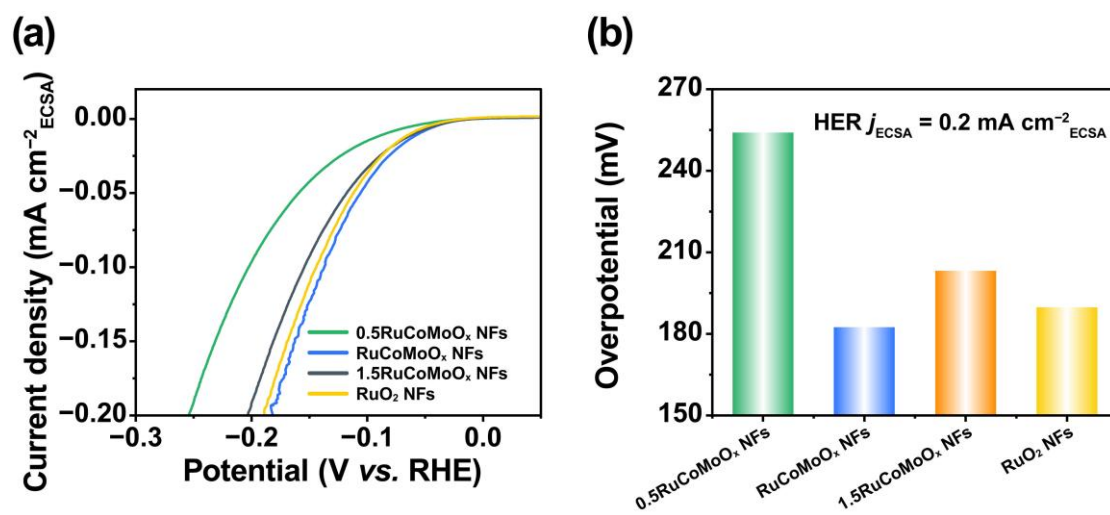 (a)
Current density (mA cm⁻²ECSA)
0.00
−0.05
−0.10
−0.15
−0.20
0.5RuCoMoOₓ NFs
RuCoMoOₓ NFs
1.5RuCoMoOₓ NFs
RuO₂ NFs
−0.3
−0.2
−0.1
0.0
Potential (V vs. RHE)
(b)
Overpotential (mV)
270
240
210
180
150
HER jECSA = 0.2 mA cm⁻²ECSA
0.5RuCoMoOₓ NFs
RuCoMoOₓ NFs
1.5RuCoMoOₓ NFs
RuO₂ NFs